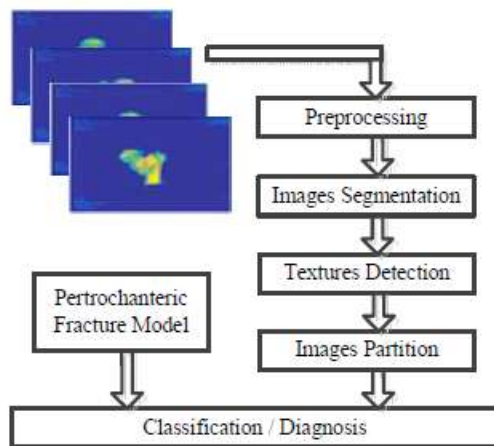 Preprocessing
Images Segmentation
Textures Detection
Pertrochanteric
Fracture Model
Images Partition
Classification / Diagnosis